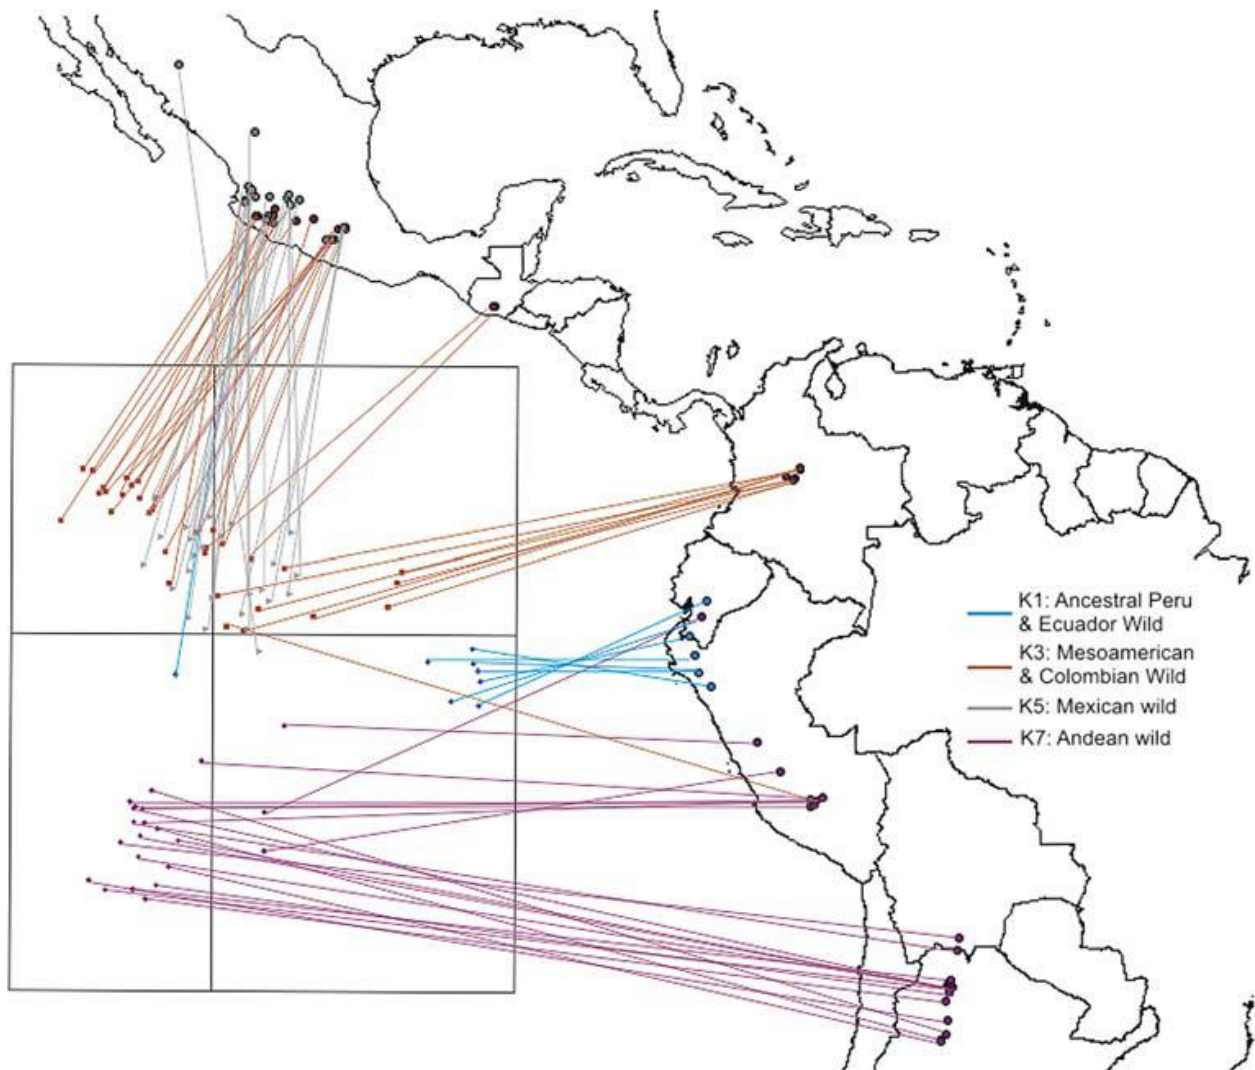 K1: Ancestral Peru
& Ecuador Wild
K3: Mesoamerican
& Colombian Wild
K5: Mexican wild
K7: Andean wild